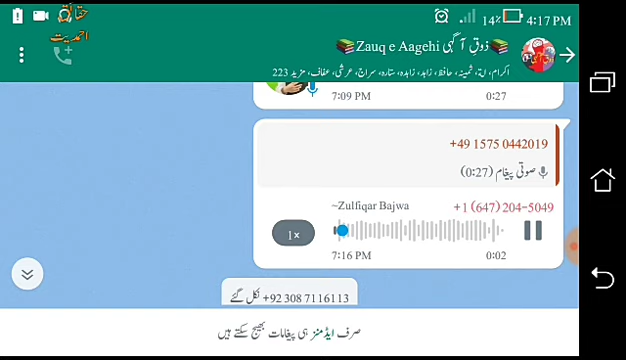 حقائق
احمدیت
14% 4:17 PM
📚ذوقِ آگہی Zauq e Aagehi📚
اکرام، ثمینہ، حافظ، زاہد، زاہدہ، ستارہ، سراج، عرشی، عفاف، مزید 223
7:09 PM 0:27
+49 1575 0442019
صوتی پیغام (0:27)
~Zulfiqar Bajwa +1 (647) 204-5049
1×
7:16 PM 0:02
+92 308 7116113 نکل گئے
صرف ایڈمنز ہی پیغامات بھیج سکتے ہیں